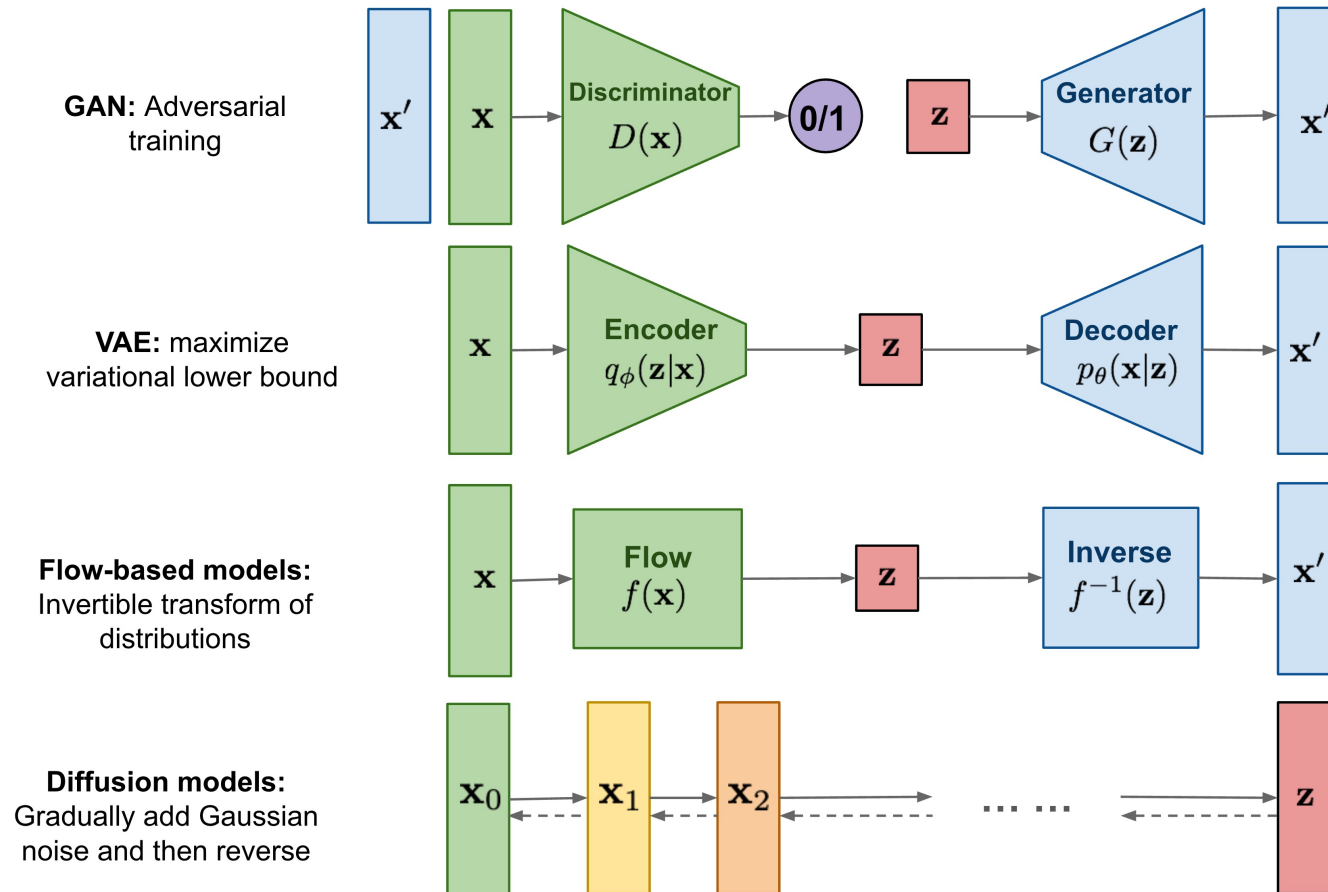 GAN: Adversarial
training
x′
x
Discriminator
D(x)
0/1
z
Generator
G(z)
x′
VAE: maximize
variational lower bound
x
Encoder
qϕ(z|x)
z
Decoder
pθ(x|z)
x′
Flow-based models:
Invertible transform of
distributions
x
Flow
f(x)
z
Inverse
f⁻¹(z)
x′
Diffusion models:
Gradually add Gaussian
noise and then reverse
x₀
x₁
x₂
... ...
z